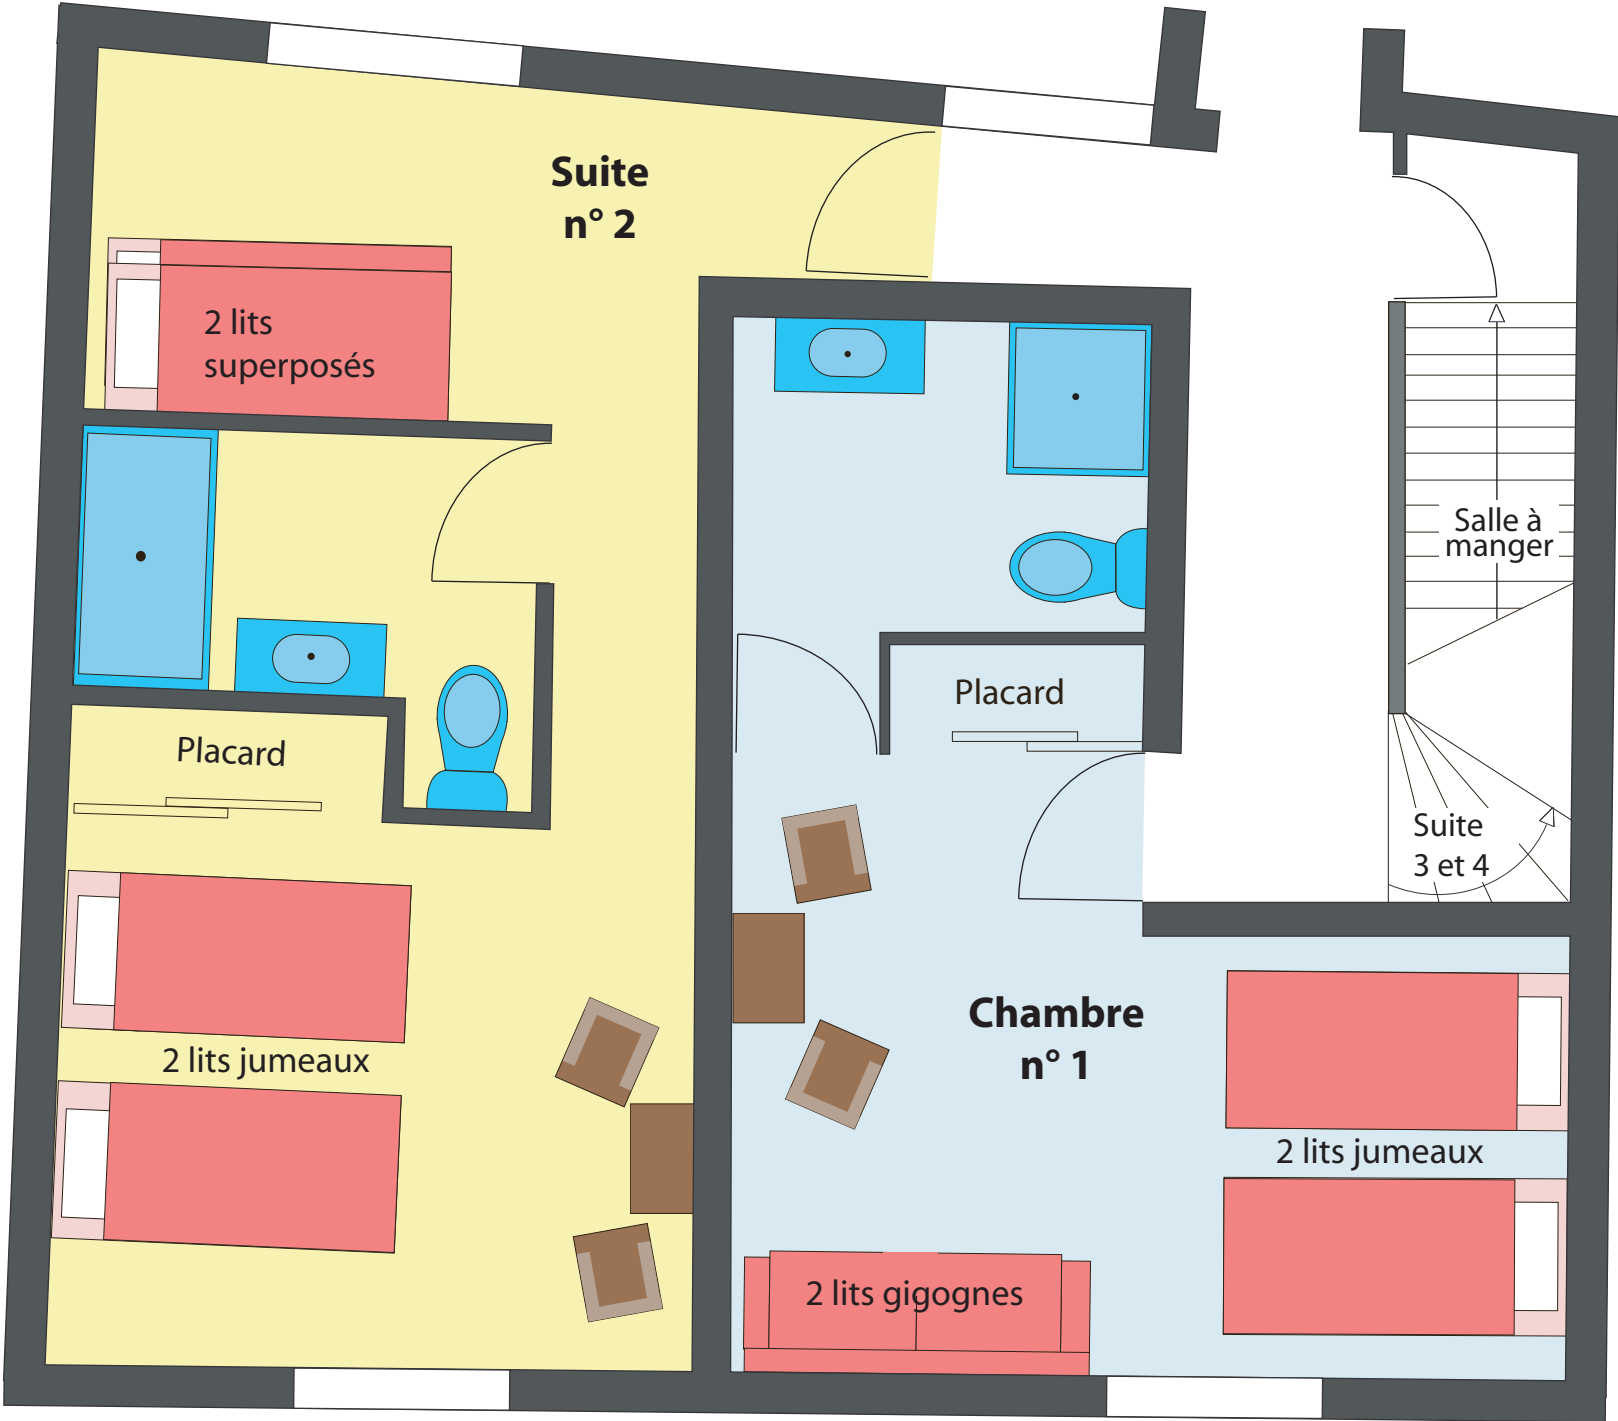 Suite
n° 2
2 lits
superposés
Salle à
manger
Placard
Placard
Suite
3 et 4
Chambre
n° 1
2 lits jumeaux
2 lits jumeaux
2 lits gigognes